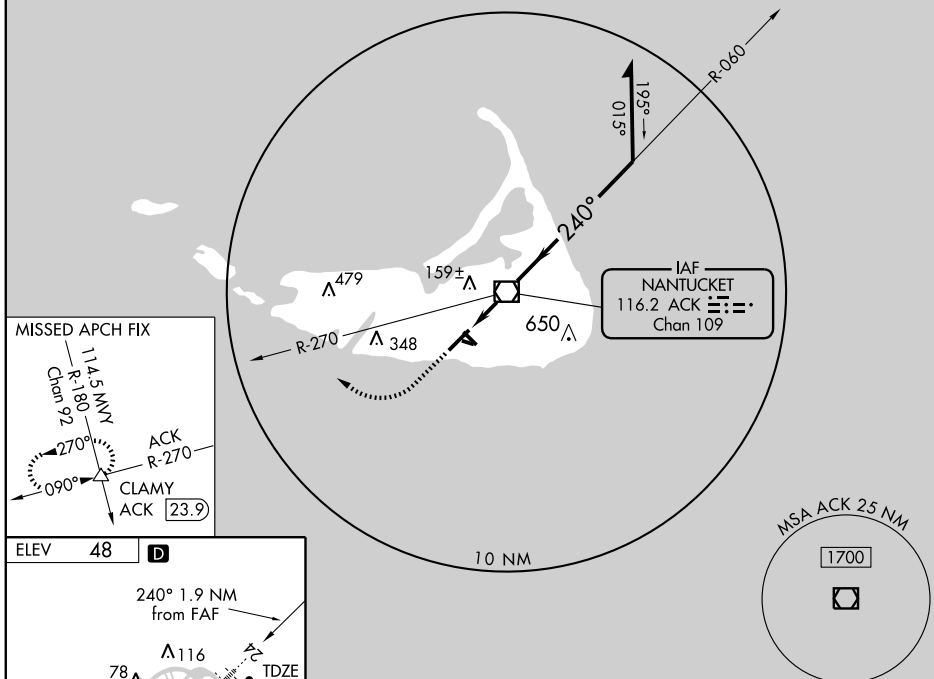 R-060
195°
015°
240°
IAF
NANTUCKET
116.2 ACK
Chan 109
479
159±
650
348
R-270
MISSED APCH FIX
114.5 MVY
R-180
Chan 92
270°
ACK
R-270
090°
CLAMY
ACK 23.9
10 NM
MSA ACK 25 NM
1700
ELEV 48 D
240° 1.9 NM
from FAF
116
24
78
TDZE